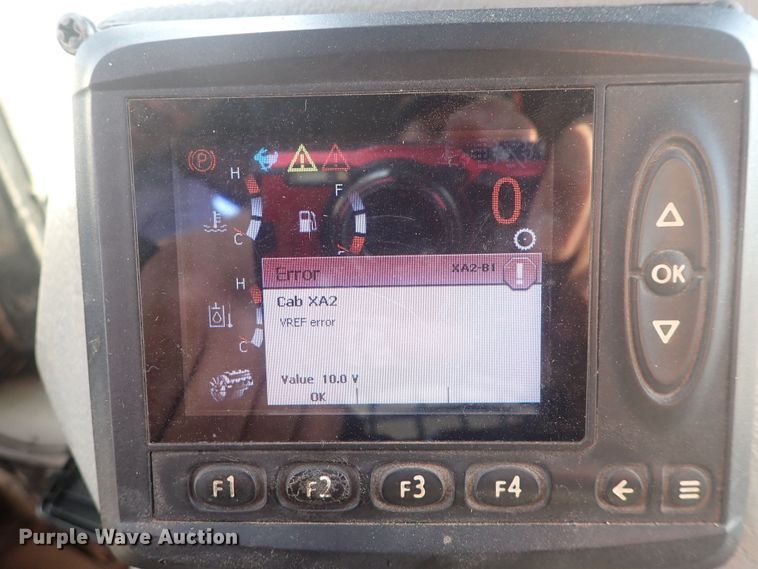 P
H
F
C
0
H
C
Error XA2-B1
Cab XA2
VREF error
Value 10.0 V
OK
OK
F1 F2 F3 F4
Purple Wave Auction